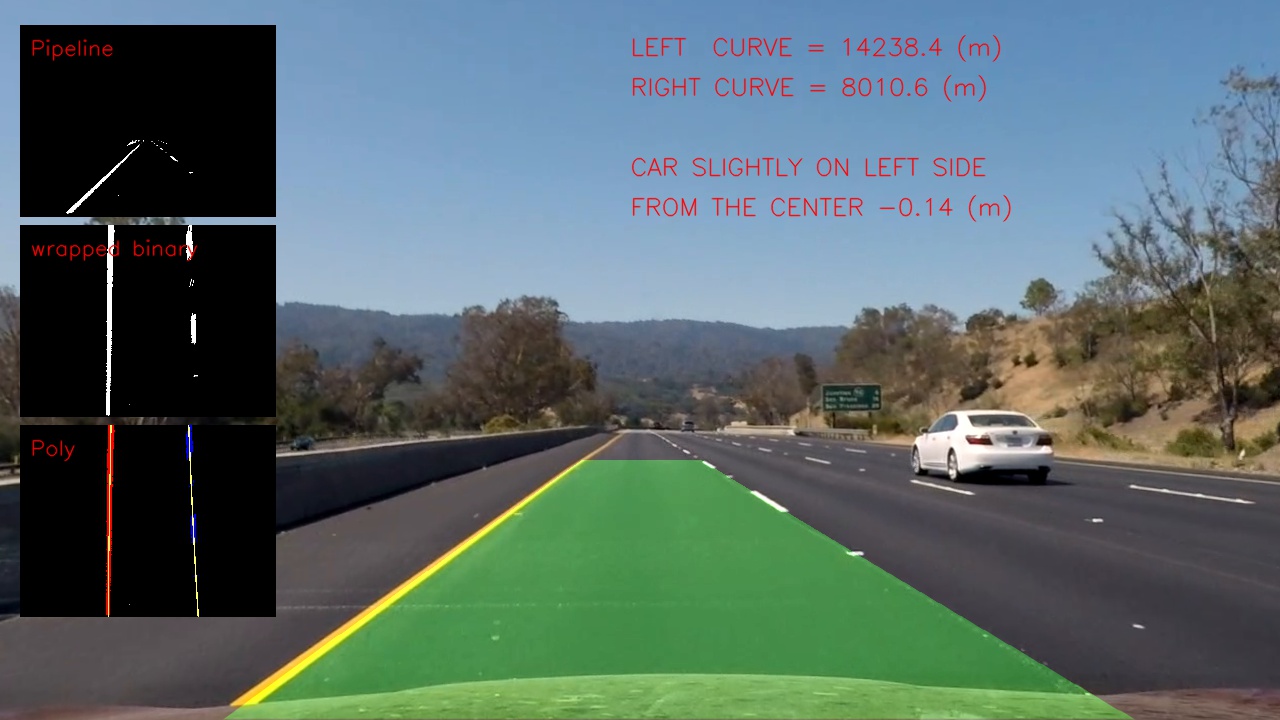 Pipeline
LEFT CURVE = 14238.4 (m)
RIGHT CURVE = 8010.6 (m)
CAR SLIGHTLY ON LEFT SIDE
FROM THE CENTER -0.14 (m)
wrapped binary
Poly